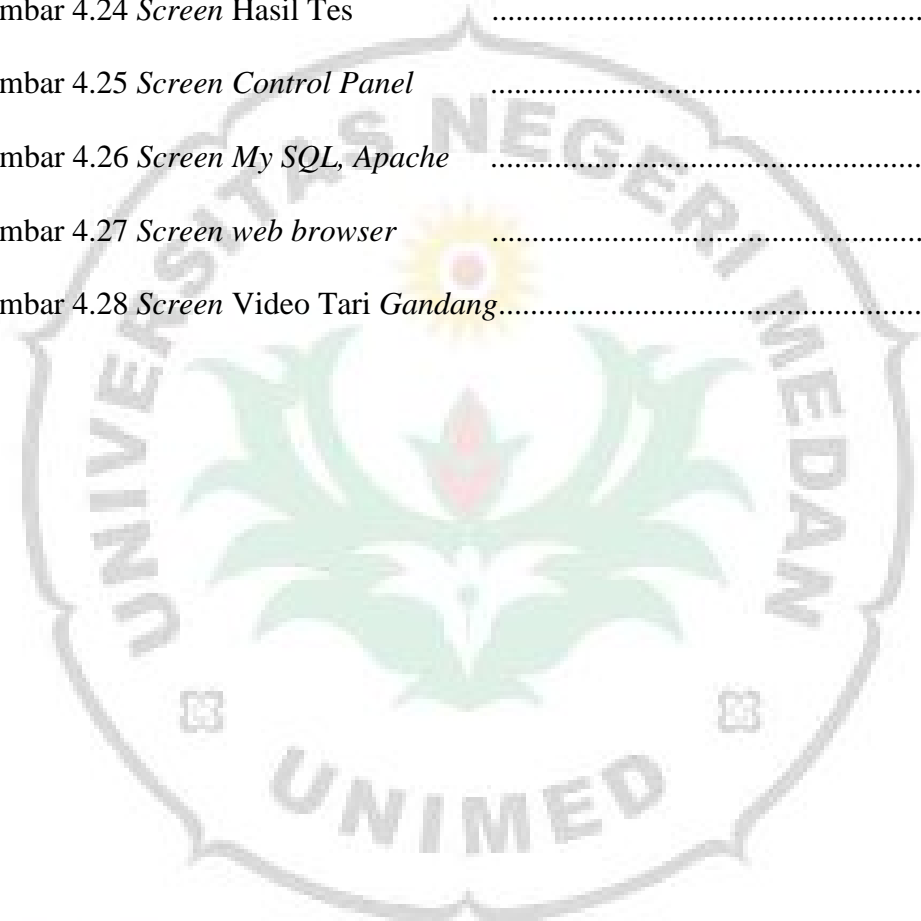 mbar 4.24 Screen Hasil Tes ........................................................
mbar 4.25 Screen Control Panel ........................................................
mbar 4.26 Screen My SQL, Apache ........................................................
mbar 4.27 Screen web browser ........................................................
mbar 4.28 Screen Video Tari Gandang........................................................
UNIVERSITAS NEGERI MEDAN
UNIMED